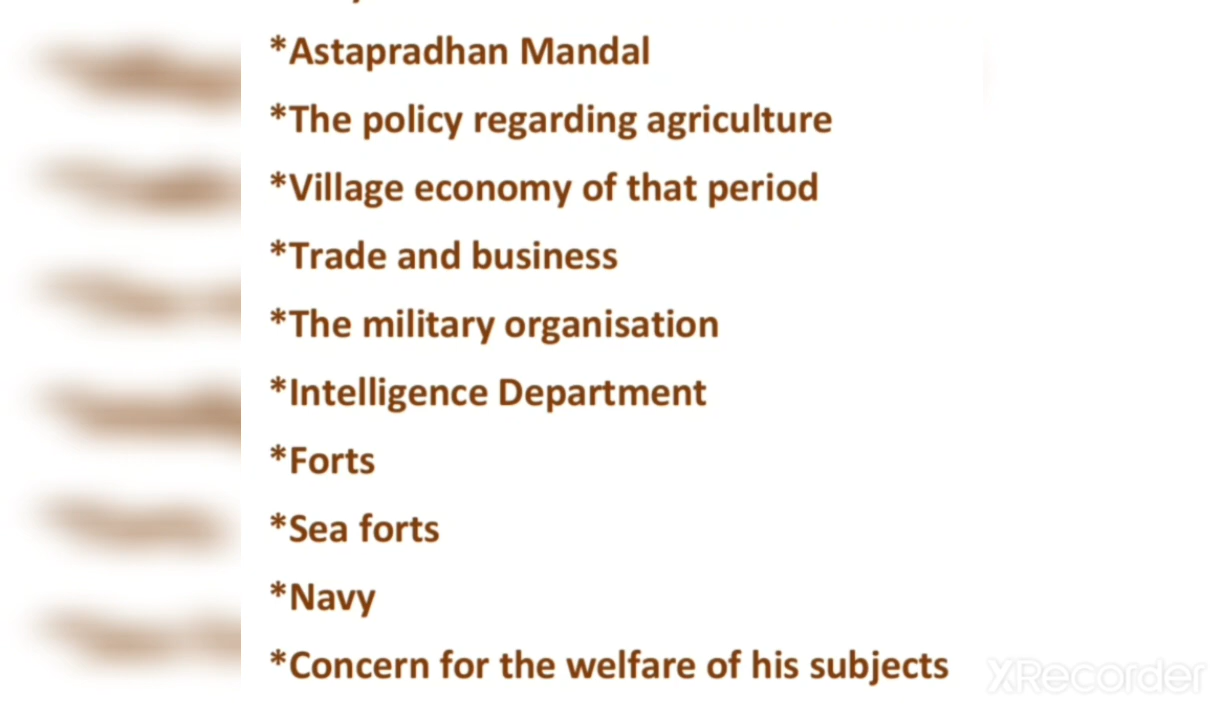 *Astapradhan Mandal
*The policy regarding agriculture
*Village economy of that period
*Trade and business
*The military organisation
*Intelligence Department
*Forts
*Sea forts
*Navy
*Concern for the welfare of his subjects
XRecorder